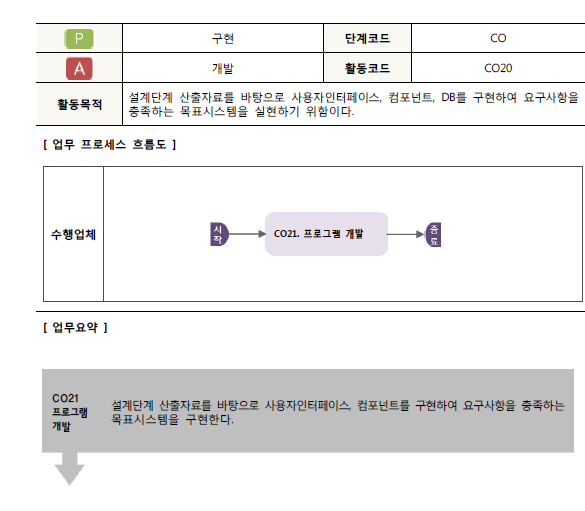 P 구현 단계코드 CO
A 개발 활동코드 CO20
활동목적 설계단계 산출자료를 바탕으로 사용자인터페이스, 컴포넌트, DB를 구현하여 요구사항을
충족하는 목표시스템을 실현하기 위함이다.
[ 업무 프로세스 흐름도 ]
수행업체
시
작
CO21. 프로그램 개발
종
료
[ 업무요약 ]
CO21
프로그램
개발
설계단계 산출자료를 바탕으로 사용자인터페이스, 컴포넌트를 구현하여 요구사항을 충족하는
목표시스템을 구현한다.